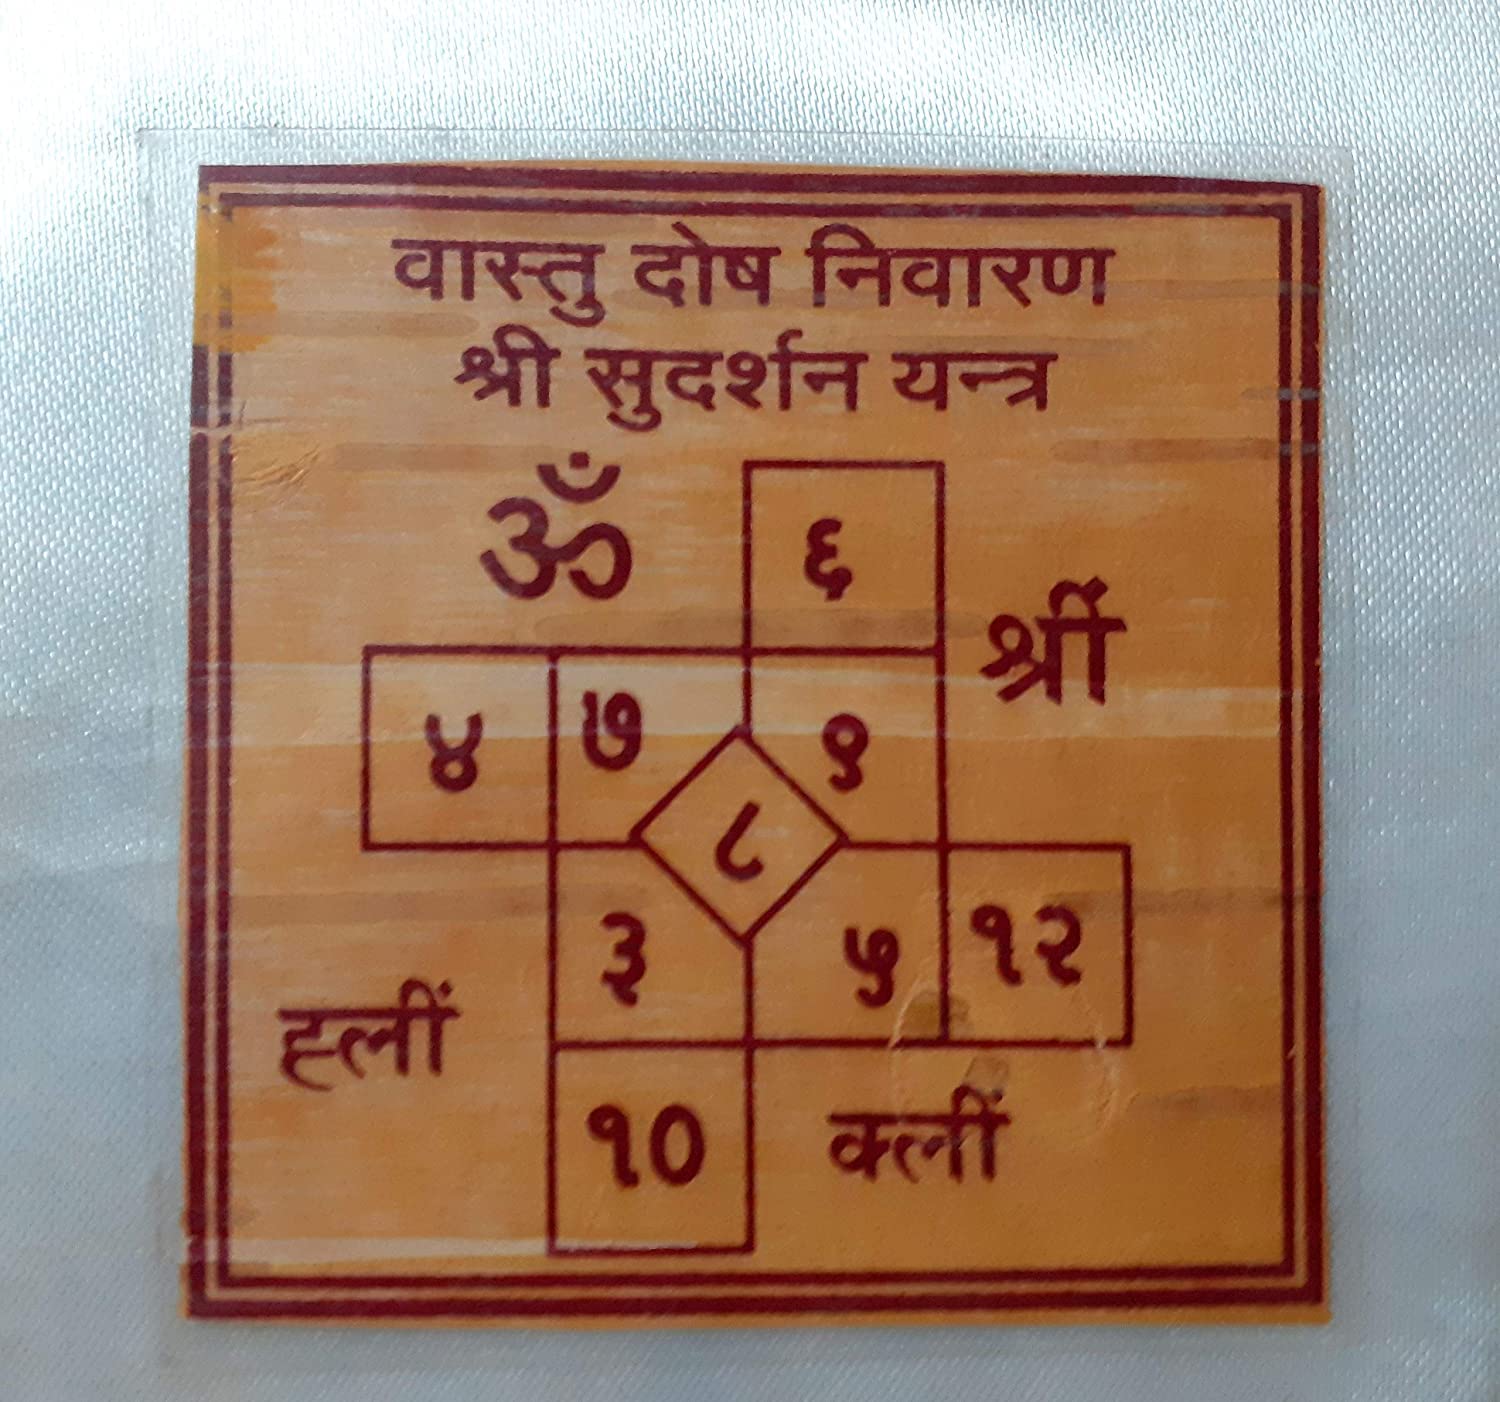 वास्तु दोष निवारण
श्री सुदर्शन यन्त्र
ॐ
६
श्रीं
४ ७ ९
८
३ ५ १२
ह्लीं
१० क्लीं